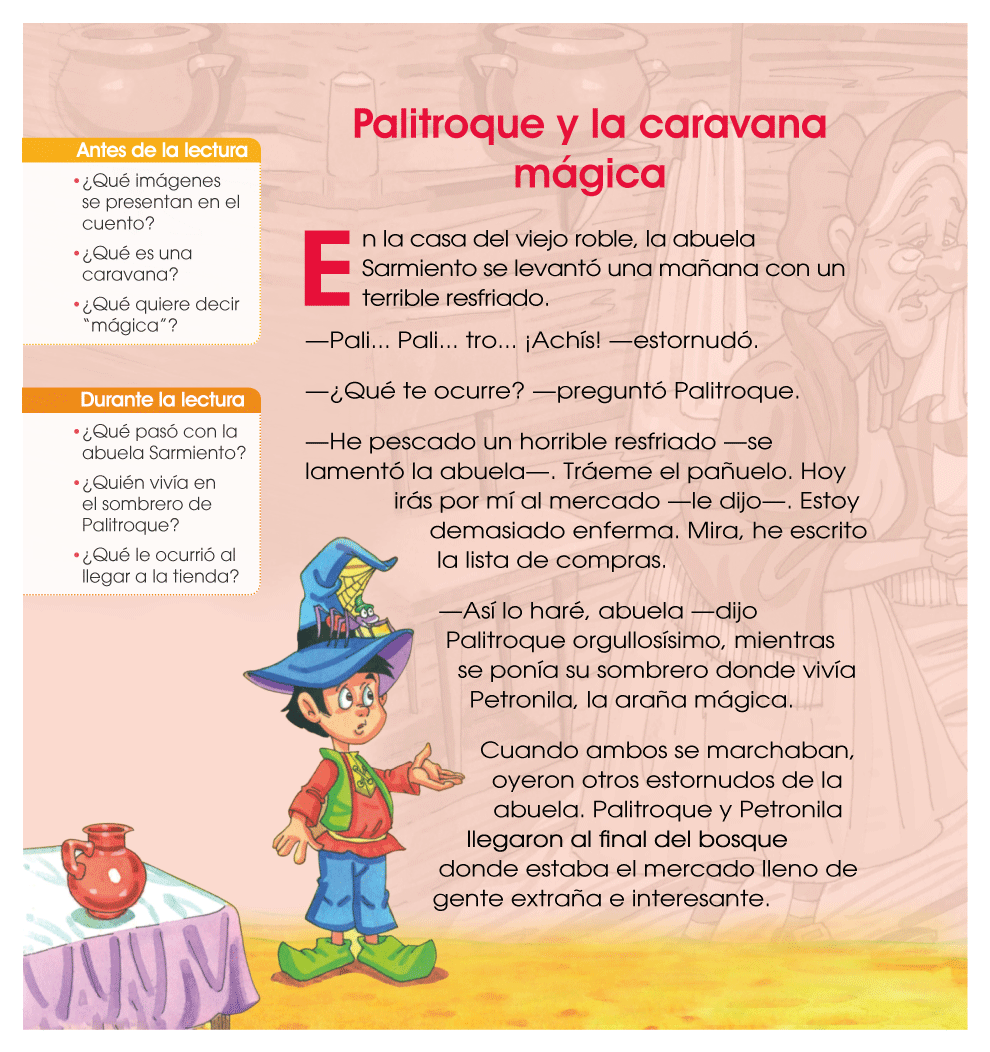 Palitroque y la caravana
mágica
Antes de la lectura
•¿Qué imágenes
se presentan en el
cuento?
•¿Qué es una
caravana?
•¿Qué quiere decir
“mágica”?
Durante la lectura
•¿Qué pasó con la
abuela Sarmiento?
•¿Quién vivía en
el sombrero de
Palitroque?
•¿Qué le ocurrió al
llegar a la tienda?
En la casa del viejo roble, la abuela
Sarmiento se levantó una mañana con un
terrible resfriado.
—Pali... Pali... tro... ¡Achís! —estornudó.
—¿Qué te ocurre? —preguntó Palitroque.
—He pescado un horrible resfriado —se
lamentó la abuela—. Tráeme el pañuelo. Hoy
irás por mí al mercado —le dijo—. Estoy
demasiado enferma. Mira, he escrito
la lista de compras.
—Así lo haré, abuela —dijo
Palitroque orgullosísimo, mientras
se ponía su sombrero donde vivía
Petronila, la araña mágica.
Cuando ambos se marchaban,
oyeron otros estornudos de la
abuela. Palitroque y Petronila
llegaron al final del bosque
donde estaba el mercado lleno de
gente extraña e interesante.